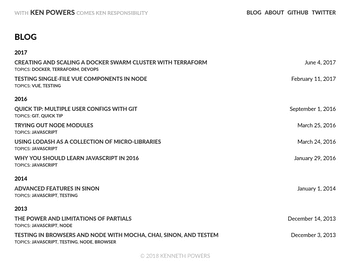 WITH KEN POWERS COMES KEN RESPONSIBILITY
BLOG ABOUT GITHUB TWITTER
BLOG
2017
CREATING AND SCALING A DOCKER SWARM CLUSTER WITH TERRAFORM June 4, 2017
TOPICS: DOCKER, TERRAFORM, DEVOPS
TESTING SINGLE-FILE VUE COMPONENTS IN NODE February 11, 2017
TOPICS: VUE, TESTING
2016
QUICK TIP: MULTIPLE USER CONFIGS WITH GIT September 1, 2016
TOPICS: GIT, QUICK TIP
TRYING OUT NODE MODULES March 25, 2016
TOPICS: JAVASCRIPT
USING LODASH AS A COLLECTION OF MICRO-LIBRARIES March 24, 2016
TOPICS: JAVASCRIPT
WHY YOU SHOULD LEARN JAVASCRIPT IN 2016 January 29, 2016
TOPICS: JAVASCRIPT
2014
ADVANCED FEATURES IN SINON January 1, 2014
TOPICS: JAVASCRIPT, TESTING
2013
THE POWER AND LIMITATIONS OF PARTIALS December 14, 2013
TOPICS: JAVASCRIPT, NODE
TESTING IN BROWSERS AND NODE WITH MOCHA, CHAI, SINON, AND TESTEM December 3, 2013
TOPICS: JAVASCRIPT, TESTING, NODE, BROWSER
© 2018 KENNETH POWERS